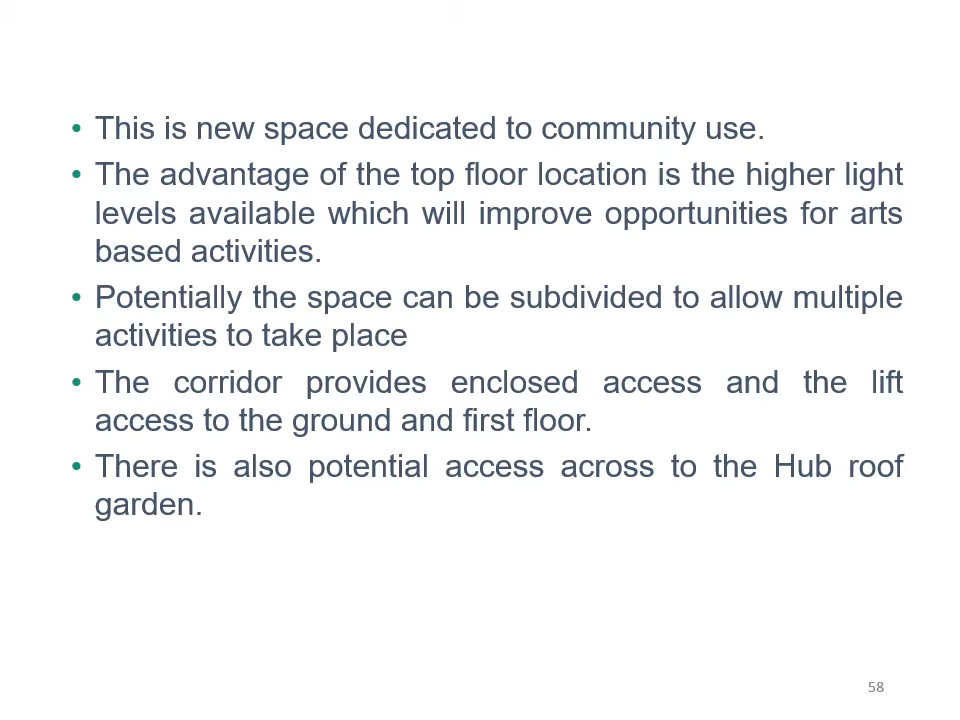 • This is new space dedicated to community use.
• The advantage of the top floor location is the higher light
levels available which will improve opportunities for arts
based activities.
• Potentially the space can be subdivided to allow multiple
activities to take place
• The corridor provides enclosed access and the lift
access to the ground and first floor.
• There is also potential access across to the Hub roof
garden.
58